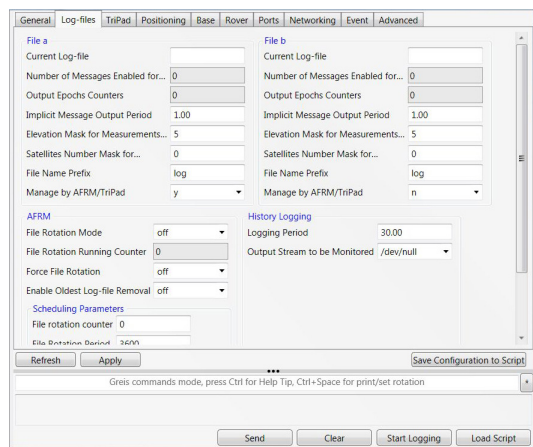 General Log-files TriPad Positioning Base Rover Ports Networking Event Advanced
File a
Current Log-file
Number of Messages Enabled for... 0
Output Epochs Counters 0
Implicit Message Output Period 1.00
Elevation Mask for Measurements... 5
Satellites Number Mask for... 0
File Name Prefix log
Manage by AFRM/TriPad y
File b
Current Log-file
Number of Messages Enabled for... 0
Output Epochs Counters 0
Implicit Message Output Period 1.00
Elevation Mask for Measurements... 5
Satellites Number Mask for... 0
File Name Prefix log
Manage by AFRM/TriPad n
AFRM
File Rotation Mode off
File Rotation Running Counter 0
Force File Rotation off
Enable Oldest Log-file Removal off
Scheduling Parameters
File rotation counter 0
File Rotation Period 3600
History Logging
Logging Period 30.00
Output Stream to be Monitored /dev/null
Refresh Apply Save Configuration to Script
Greis commands mode, press Ctrl for Help Tip, Ctrl+Space for print/set rotation
Send Clear Start Logging Load Script